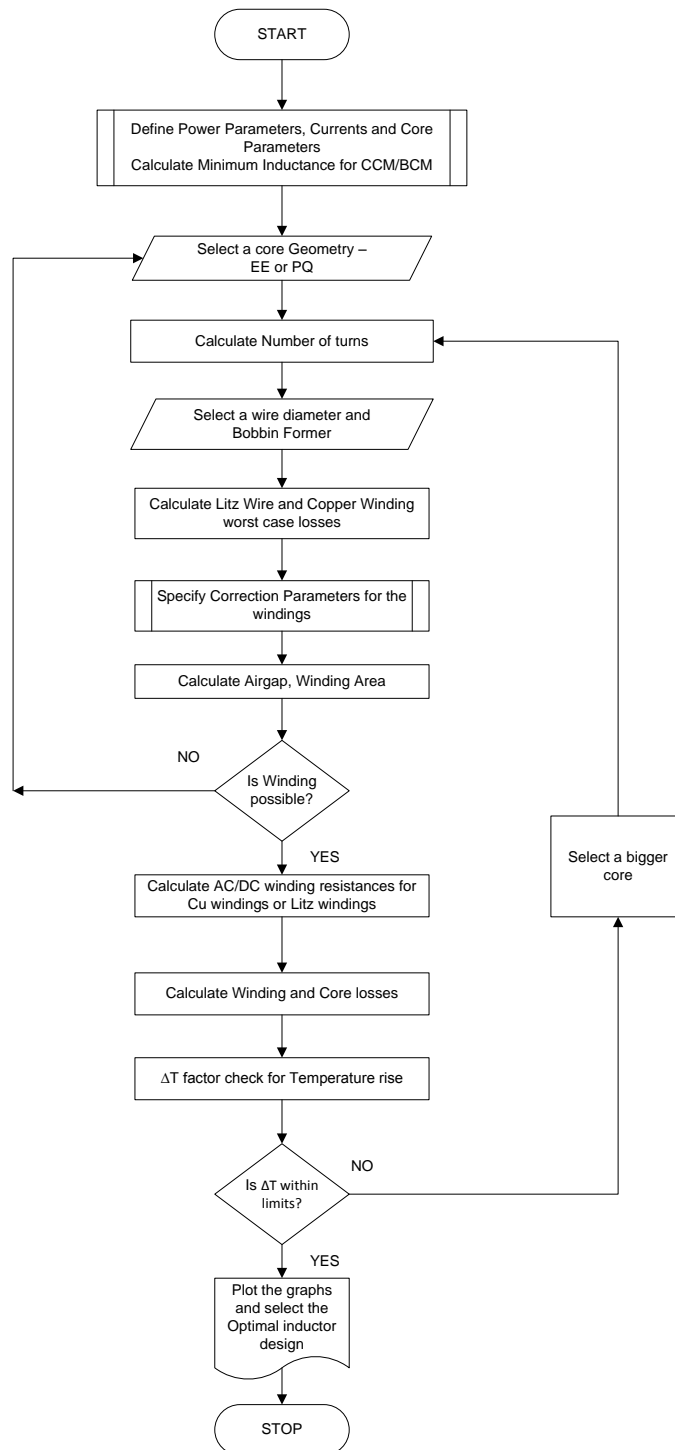 START
Define Power Parameters, Currents and Core
Parameters
Calculate Minimum Inductance for CCM/BCM
Select a core Geometry –
EE or PQ
Calculate Number of turns
Select a wire diameter and
Bobbin Former
Calculate Litz Wire and Copper Winding
worst case losses
Specify Correction Parameters for the
windings
Calculate Airgap, Winding Area
NO
Is Winding
possible?
YES
Select a bigger
core
Calculate AC/DC winding resistances for
Cu windings or Litz windings
Calculate Winding and Core losses
ΔT factor check for Temperature rise
NO
Is ΔT within
limits?
YES
Plot the graphs
and select the
Optimal inductor
design
STOP